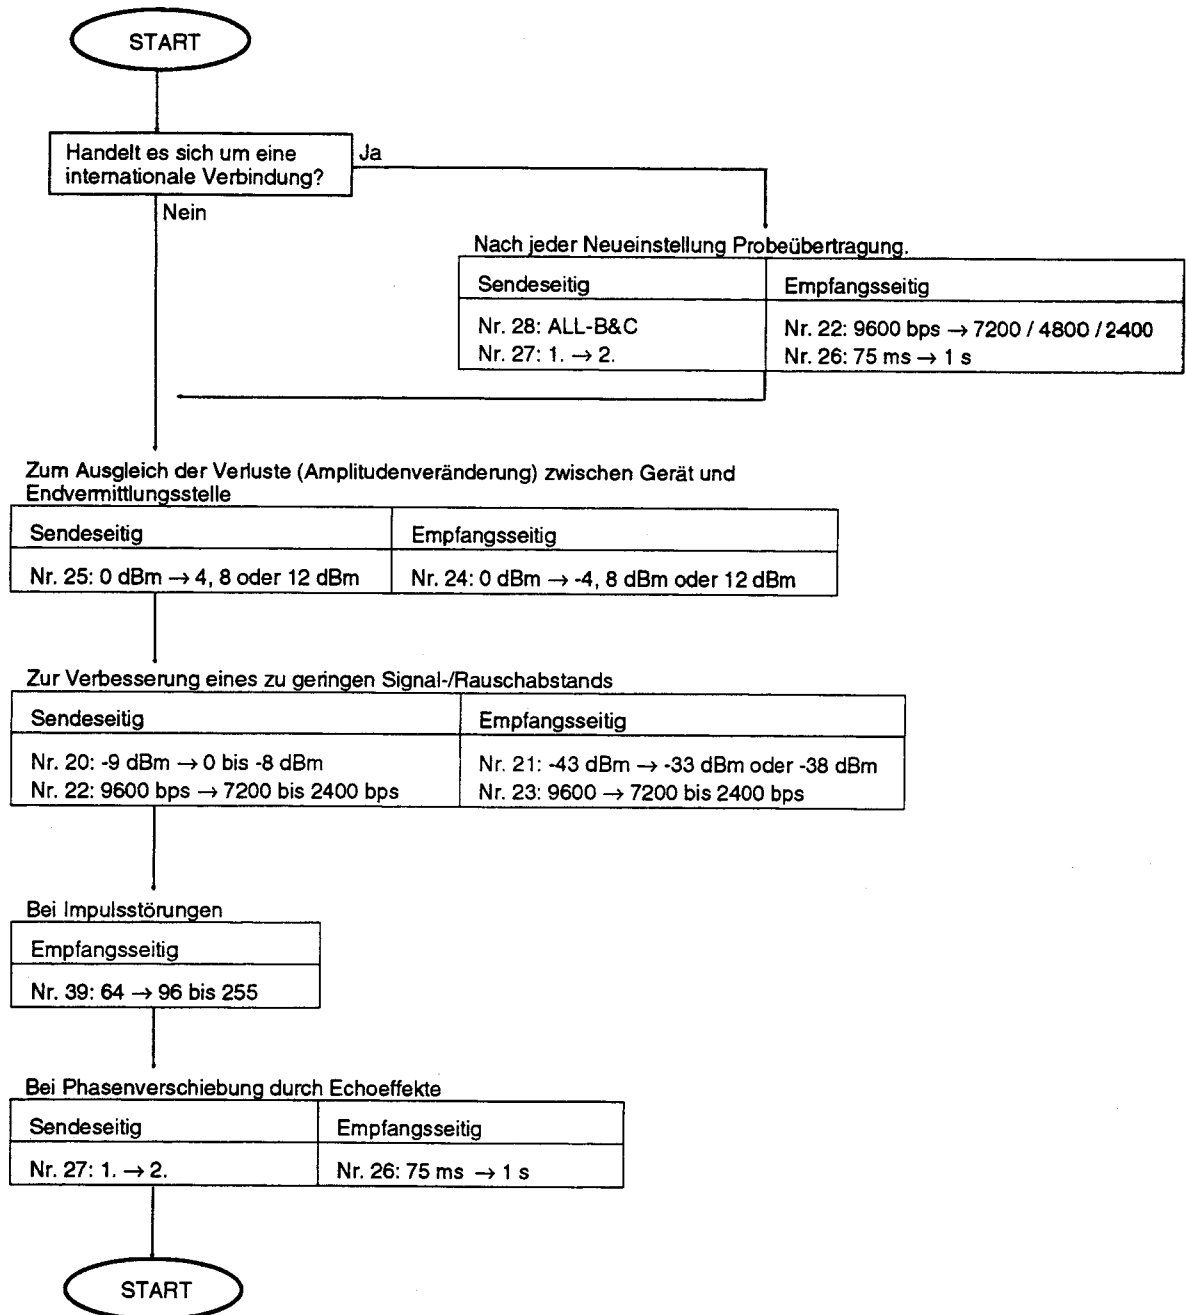 START
Handelt es sich um eine
internationale Verbindung?
Ja
Nein
Nach jeder Neueinstellung Probeübertragung.
Sendeseitig
Empfangsseitig
Nr. 28: ALL-B&C
Nr. 27: 1. → 2.
Nr. 22: 9600 bps → 7200 / 4800 / 2400
Nr. 26: 75 ms → 1 s
Zum Ausgleich der Verluste (Amplitudenveränderung) zwischen Gerät und
Endvermittlungsstelle
Sendeseitig
Empfangsseitig
Nr. 25: 0 dBm → 4, 8 oder 12 dBm
Nr. 24: 0 dBm → -4, 8 dBm oder 12 dBm
Zur Verbesserung eines zu geringen Signal-/Rauschabstands
Sendeseitig
Empfangsseitig
Nr. 20: -9 dBm → 0 bis -8 dBm
Nr. 22: 9600 bps → 7200 bis 2400 bps
Nr. 21: -43 dBm → -33 dBm oder -38 dBm
Nr. 23: 9600 → 7200 bis 2400 bps
Bei Impulsstörungen
Empfangsseitig
Nr. 39: 64 → 96 bis 255
Bei Phasenverschiebung durch Echoeffekte
Sendeseitig
Empfangsseitig
Nr. 27: 1. → 2.
Nr. 26: 75 ms → 1 s
START